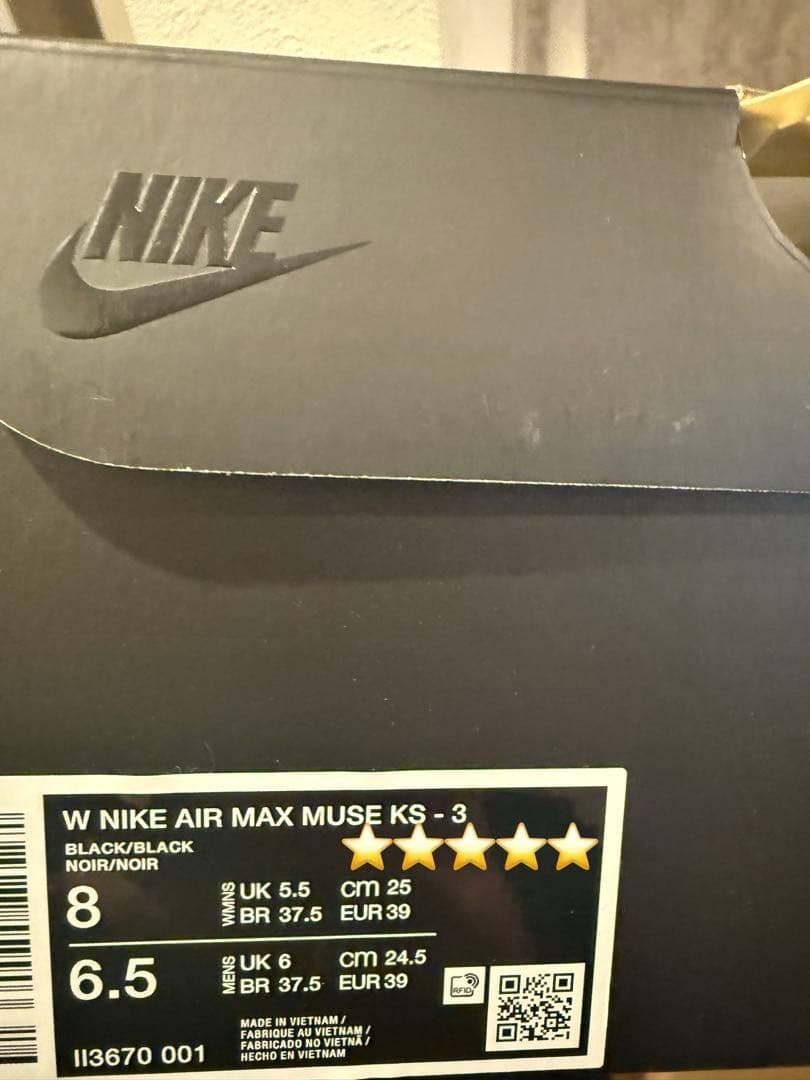 NIKE
W NIKE AIR MAX MUSE KS - 3
BLACK/BLACK
NOIR/NOIR
8 WMNS UK 5.5 cm 25
BR 37.5 EUR 39
6.5 MENS UK 6 cm 24.5
BR 37.5 EUR 39
RFID
MADE IN VIETNAM /
FABRIQUE AU VIETNAM /
FABRICADO NO VIETNÃ /
HECHO EN VIETNAM
II3670 001